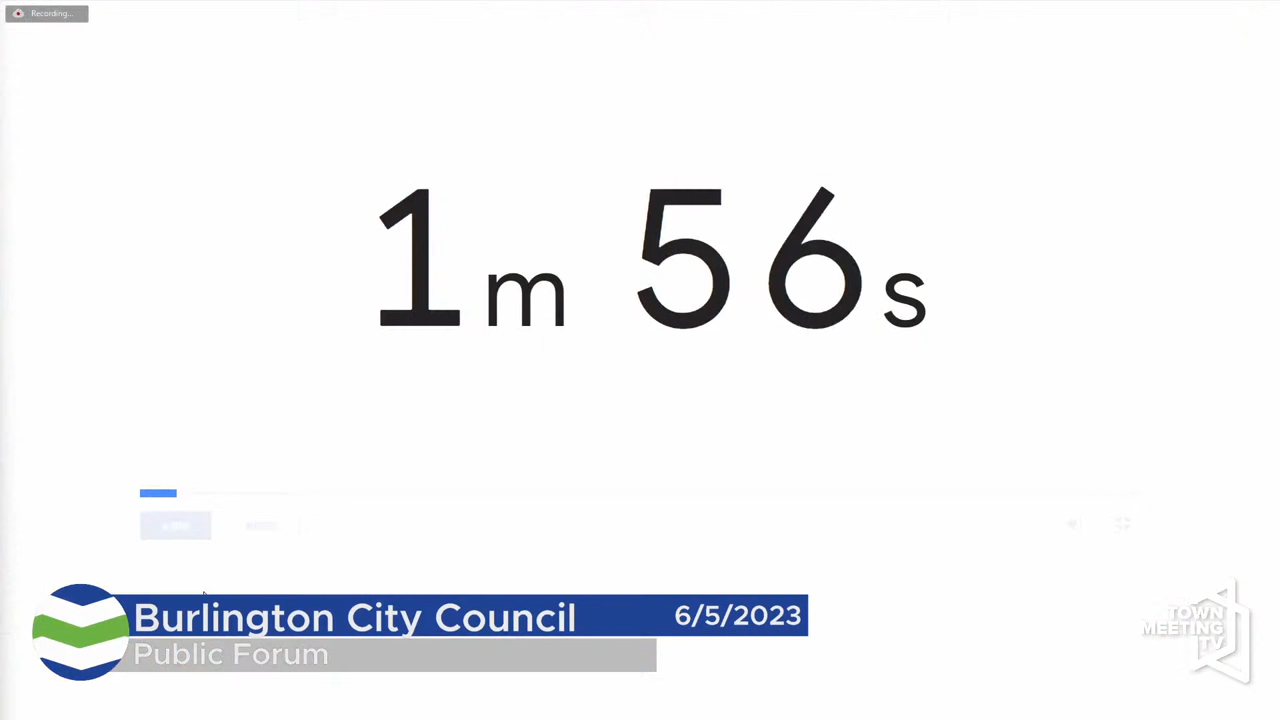 Recording...
1m 56s
Burlington City Council
6/5/2023
Public Forum
TOWN
MEETING
TV